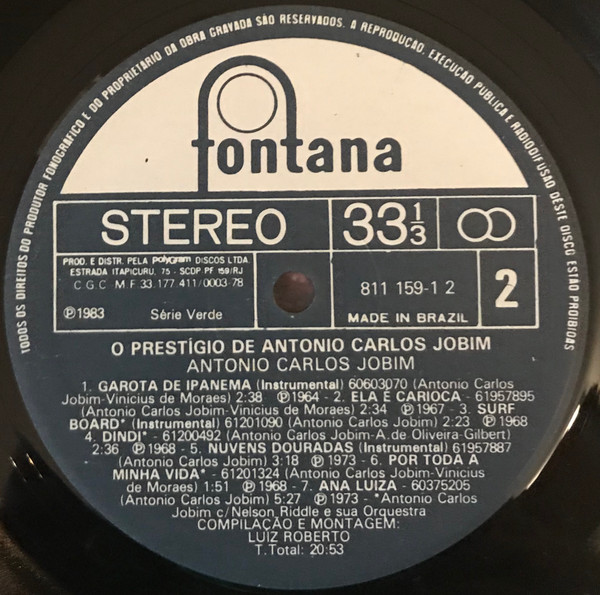 TODOS OS DIREITOS DO PRODUTOR FONOGRÁFICO E DO PROPRIETÁRIO DA OBRA GRAVADA SÃO RESERVADOS. A REPRODUÇÃO, EXECUÇÃO PÚBLICA E RADIODIFUSÃO DESTE DISCO ESTÃO PROIBIDAS
fontana
STEREO 33 1/3
PROD. E DISTR. PELA polygram DISCOS LTDA.
ESTRADA ITAPICURU, 75 - SCDP PF 159/RJ
C G C M.F 33.177 411/0003-78
℗1983 Série Verde
811 159-1 2
MADE IN BRAZIL
2
O PRESTÍGIO DE ANTONIO CARLOS JOBIM
ANTONIO CARLOS JOBIM
1. GAROTA DE IPANEMA (Instrumental) 60603070 (Antonio Carlos
Jobim-Vinicius de Moraes) 2:38 ℗1964 - 2. ELA É CARIOCA - 61957895
(Antonio Carlos Jobim-Vinicius de Moraes) 2:34 ℗1967 - 3. SURF
BOARD* (Instrumental) 61201090 (Antonio Carlos Jobim) 2:23 ℗1968
4. DINDI* - 61200492 (Antonio Carlos Jobim-A.de Oliveira-Gilbert)
2:36 ℗1968 - 5. NUVENS DOURADAS (Instrumental) 61957887
(Antonio Carlos Jobim) 3:18 ℗1973 - 6. POR TODA A
MINHA VIDA* - 61201324 (Antonio Carlos Jobim-Vinicius
de Moraes) 1:51 ℗1968 - 7. ANA LUIZA - 60375205
(Antonio Carlos Jobim) 5:27 ℗1973 - *Antonio Carlos
Jobim c/Nelson Riddle e sua Orquestra
COMPILAÇÃO E MONTAGEM:
LUIZ ROBERTO
T.Total: 20:53